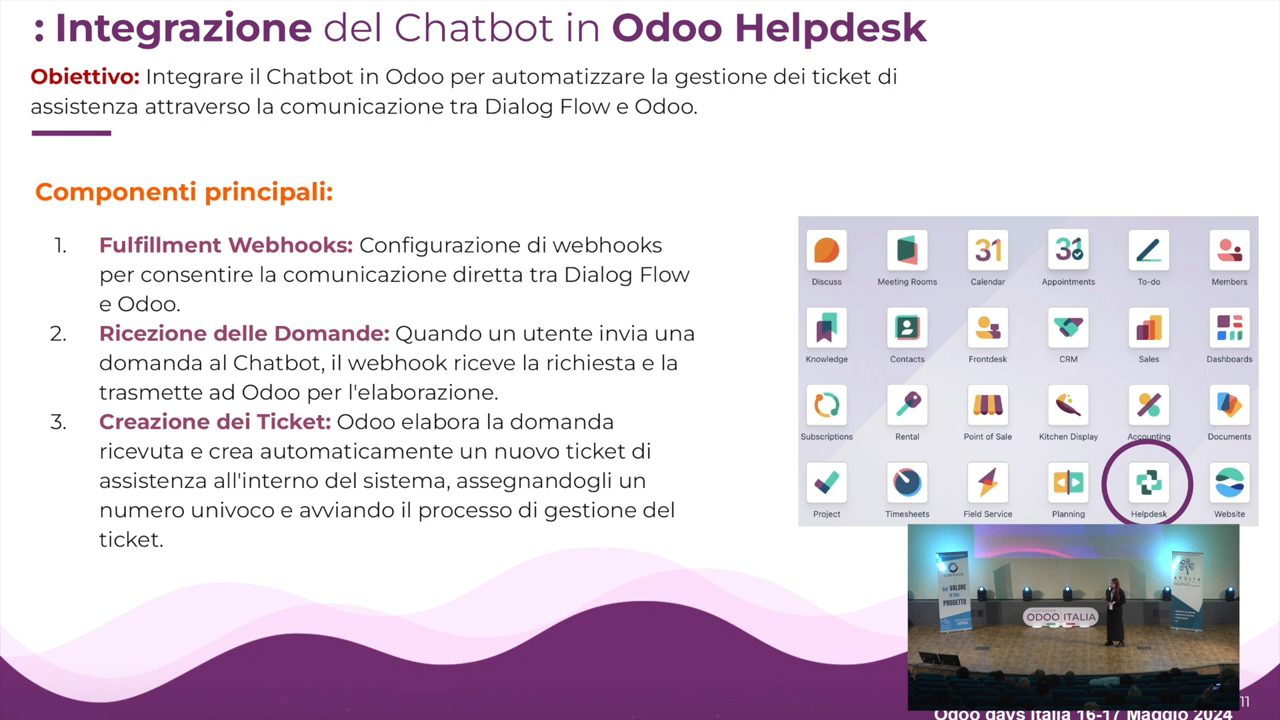 : Integrazione del Chatbot in Odoo Helpdesk
Obiettivo: Integrare il Chatbot in Odoo per automatizzare la gestione dei ticket di
assistenza attraverso la comunicazione tra Dialog Flow e Odoo.
Componenti principali:
1. Fulfillment Webhooks: Configurazione di webhooks
per consentire la comunicazione diretta tra Dialog Flow
e Odoo.
2. Ricezione delle Domande: Quando un utente invia una
domanda al Chatbot, il webhook riceve la richiesta e la
trasmette ad Odoo per l'elaborazione.
3. Creazione dei Ticket: Odoo elabora la domanda
ricevuta e crea automaticamente un nuovo ticket di
assistenza all'interno del sistema, assegnandogli un
numero univoco e avviando il processo di gestione del
ticket.
31 31
Discuss Meeting Rooms Calendar Appointments To-do Members
Knowledge Contacts Frontdesk CRM Sales Dashboards
Subscriptions Rental Point of Sale Kitchen Display Accounting Documents
Project Timesheets Field Service Planning Helpdesk Website
VALORE
PROGETTO
ODOO ITALIA
11
Odoo days Italia 16-17 Maggio 2024